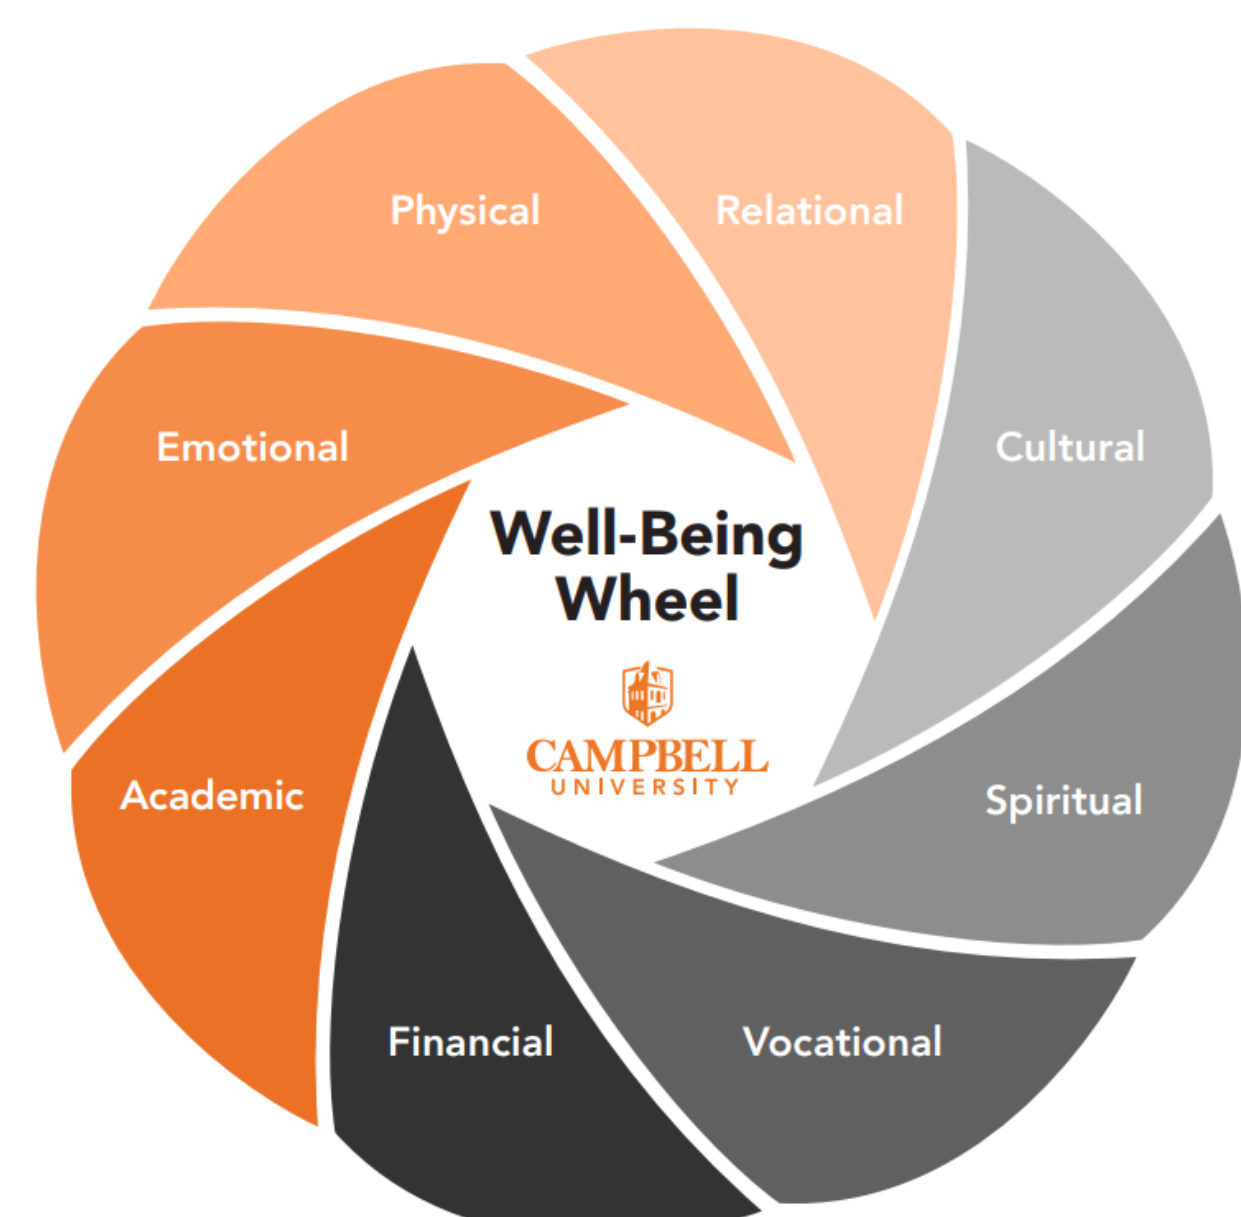 Physical
Relational
Emotional
Cultural
Well-Being
Wheel
CAMPBELL
UNIVERSITY
Academic
Spiritual
Financial
Vocational